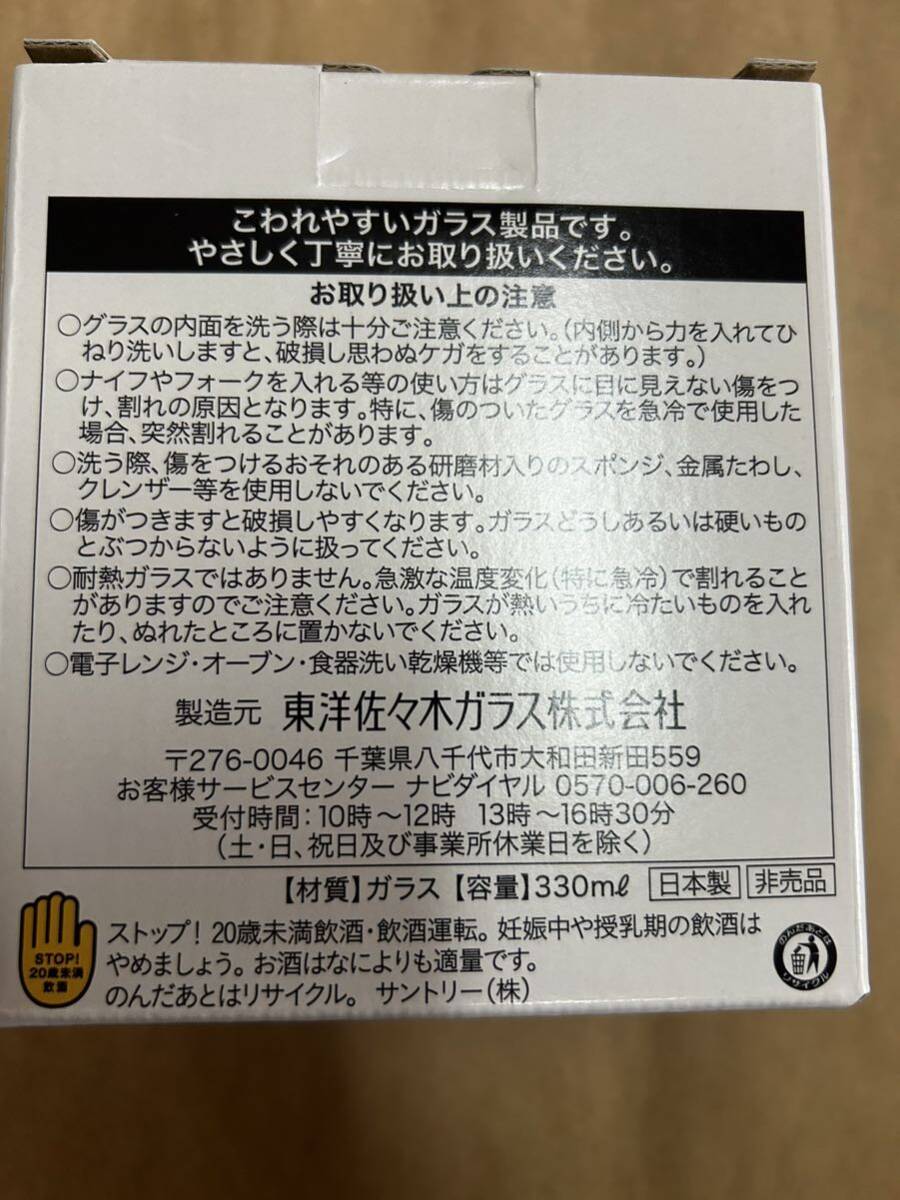 こわれやすいガラス製品です。
やさしく丁寧にお取り扱いください。
お取り扱い上の注意
○グラスの内面を洗う際は十分ご注意ください。(内側から力を入れてひ
ねり洗いしますと、破損し思わぬケガをすることがあります。)
○ナイフやフォークを入れる等の使い方はグラスに目に見えない傷をつ
け、割れの原因となります。特に、傷のついたグラスを急冷で使用した
場合、突然割れることがあります。
○洗う際、傷をつけるおそれのある研磨材入りのスポンジ、金属たわし、
クレンザー等を使用しないでください。
○傷がつきますと破損しやすくなります。ガラスどうしあるいは硬いもの
とぶつからないように扱ってください。
○耐熱ガラスではありません。急激な温度変化(特に急冷)で割れること
がありますのでご注意ください。ガラスが熱いうちに冷たいものを入れ
たり、ぬれたところに置かないでください。
○電子レンジ・オーブン・食器洗い乾燥機等では使用しないでください。
製造元 東洋佐々木ガラス株式会社
〒276-0046 千葉県八千代市大和田新田559
お客様サービスセンター ナビダイヤル 0570-006-260
受付時間:10時~12時 13時~16時30分
(土・日、祝日及び事業所休業日を除く)
【材質】ガラス【容量】330mℓ 日本製 非売品
STOP!
20歳未満
飲酒
ストップ! 20歳未満飲酒・飲酒運転。妊娠中や授乳期の飲酒は
やめましょう。お酒はなによりも適量です。
のんだあとはリサイクル。 サントリー(株)
のんだあとは
リサイクル